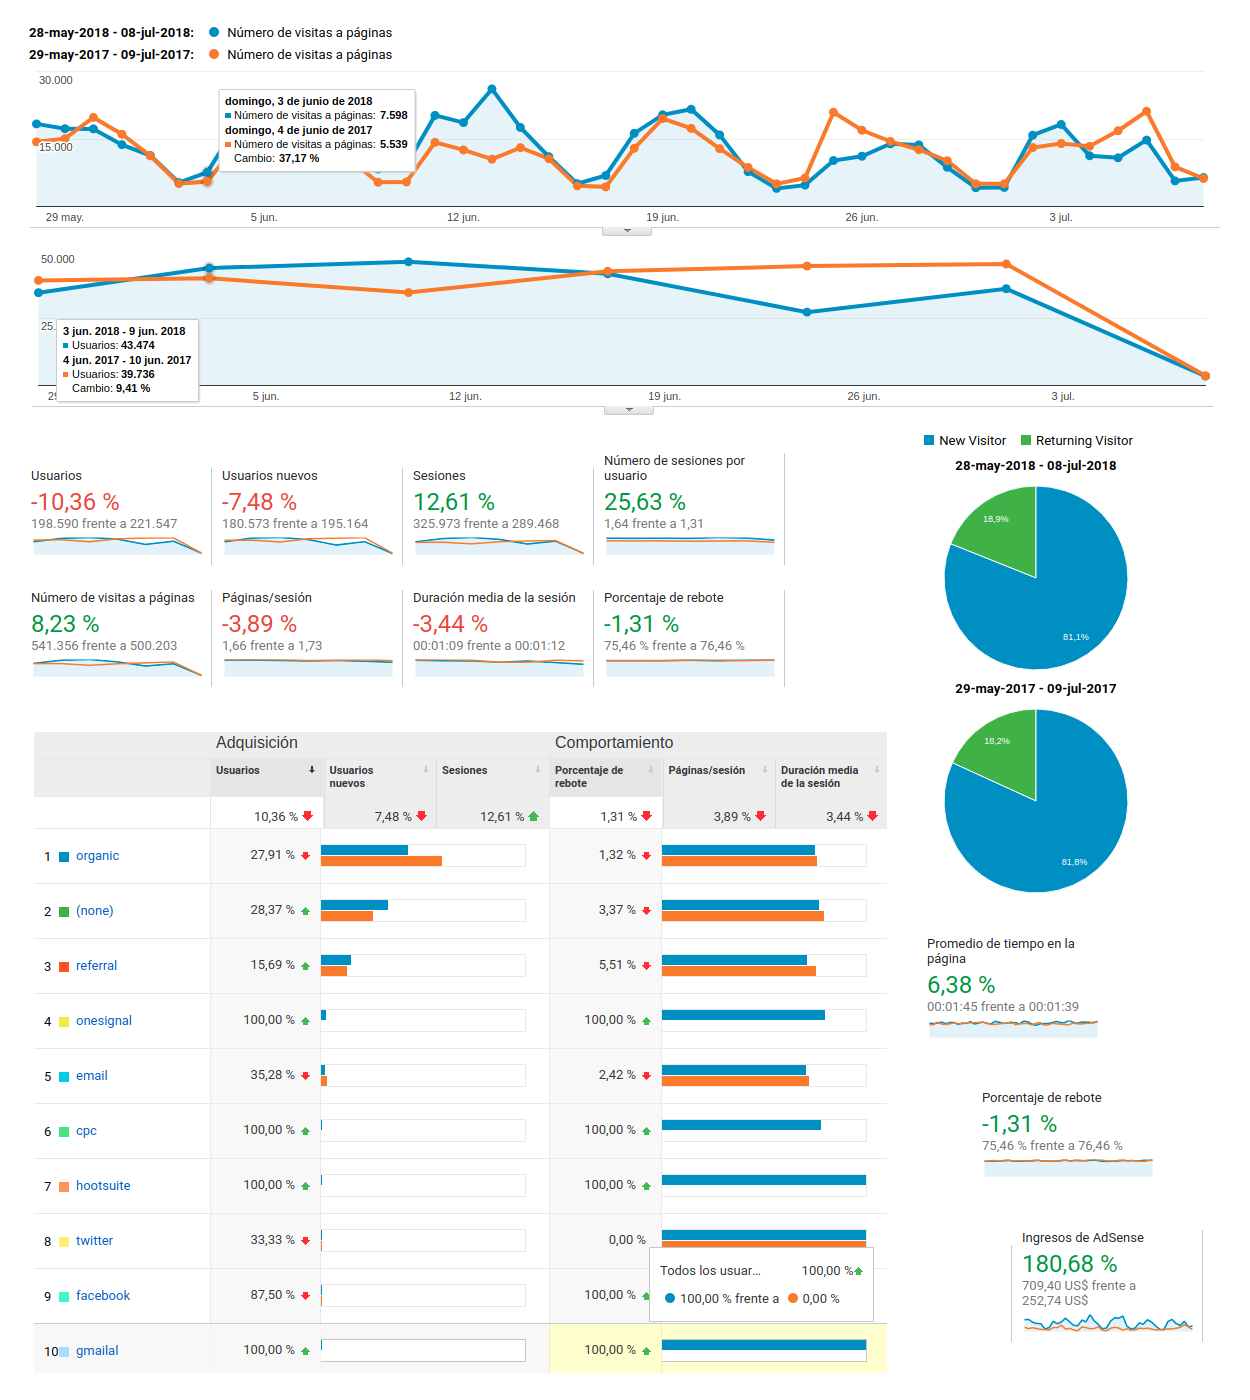 28-may-2018 - 08-jul-2018: Número de visitas a páginas
29-may-2017 - 09-jul-2017: Número de visitas a páginas
30.000
15.000
domingo, 3 de junio de 2018
Número de visitas a páginas: 7.598
domingo, 4 de junio de 2017
Número de visitas a páginas: 5.539
Cambio: 37,17 %
29 may. 5 jun. 12 jun. 19 jun. 26 jun. 3 jul.
50.000
25.
3 jun. 2018 - 9 jun. 2018
Usuarios: 43.474
4 jun. 2017 - 10 jun. 2017
Usuarios: 39.736
Cambio: 9,41 %
29 5 jun. 12 jun. 19 jun. 26 jun. 3 jul.
New Visitor Returning Visitor
28-may-2018 - 08-jul-2018
18,9%
81,1%
29-may-2017 - 09-jul-2017
18,2%
81,8%
Usuarios
-10,36 %
198.590 frente a 221.547
Usuarios nuevos
-7,48 %
180.573 frente a 195.164
Sesiones
12,61 %
325.973 frente a 289.468
Número de sesiones por
usuario
25,63 %
1,64 frente a 1,31
Número de visitas a páginas
8,23 %
541.356 frente a 500.203
Páginas/sesión
-3,89 %
1,66 frente a 1,73
Duración media de la sesión
-3,44 %
00:01:09 frente a 00:01:12
Porcentaje de rebote
-1,31 %
75,46 % frente a 76,46 %
Adquisición Comportamiento
Usuarios Usuarios nuevos Sesiones Porcentaje de rebote Páginas/sesión Duración media de la sesión
10,36 % 7,48 % 12,61 % 1,31 % 3,89 % 3,44 %
1 organic 27,91 % 1,32 %
2 (none) 28,37 % 3,37 %
3 referral 15,69 % 5,51 %
4 onesignal 100,00 % 100,00 %
5 email 35,28 % 2,42 %
6 cpc 100,00 % 100,00 %
7 hootsuite 100,00 % 100,00 %
8 twitter 33,33 % 0,00 %
9 facebook 87,50 % 100,00 %
10 gmailal 100,00 % 100,00 %
Todos los usuar... 100,00 %
100,00 % frente a 0,00 %
Promedio de tiempo en la
página
6,38 %
00:01:45 frente a 00:01:39
Porcentaje de rebote
-1,31 %
75,46 % frente a 76,46 %
Ingresos de AdSense
180,68 %
709,40 US$ frente a
252,74 US$